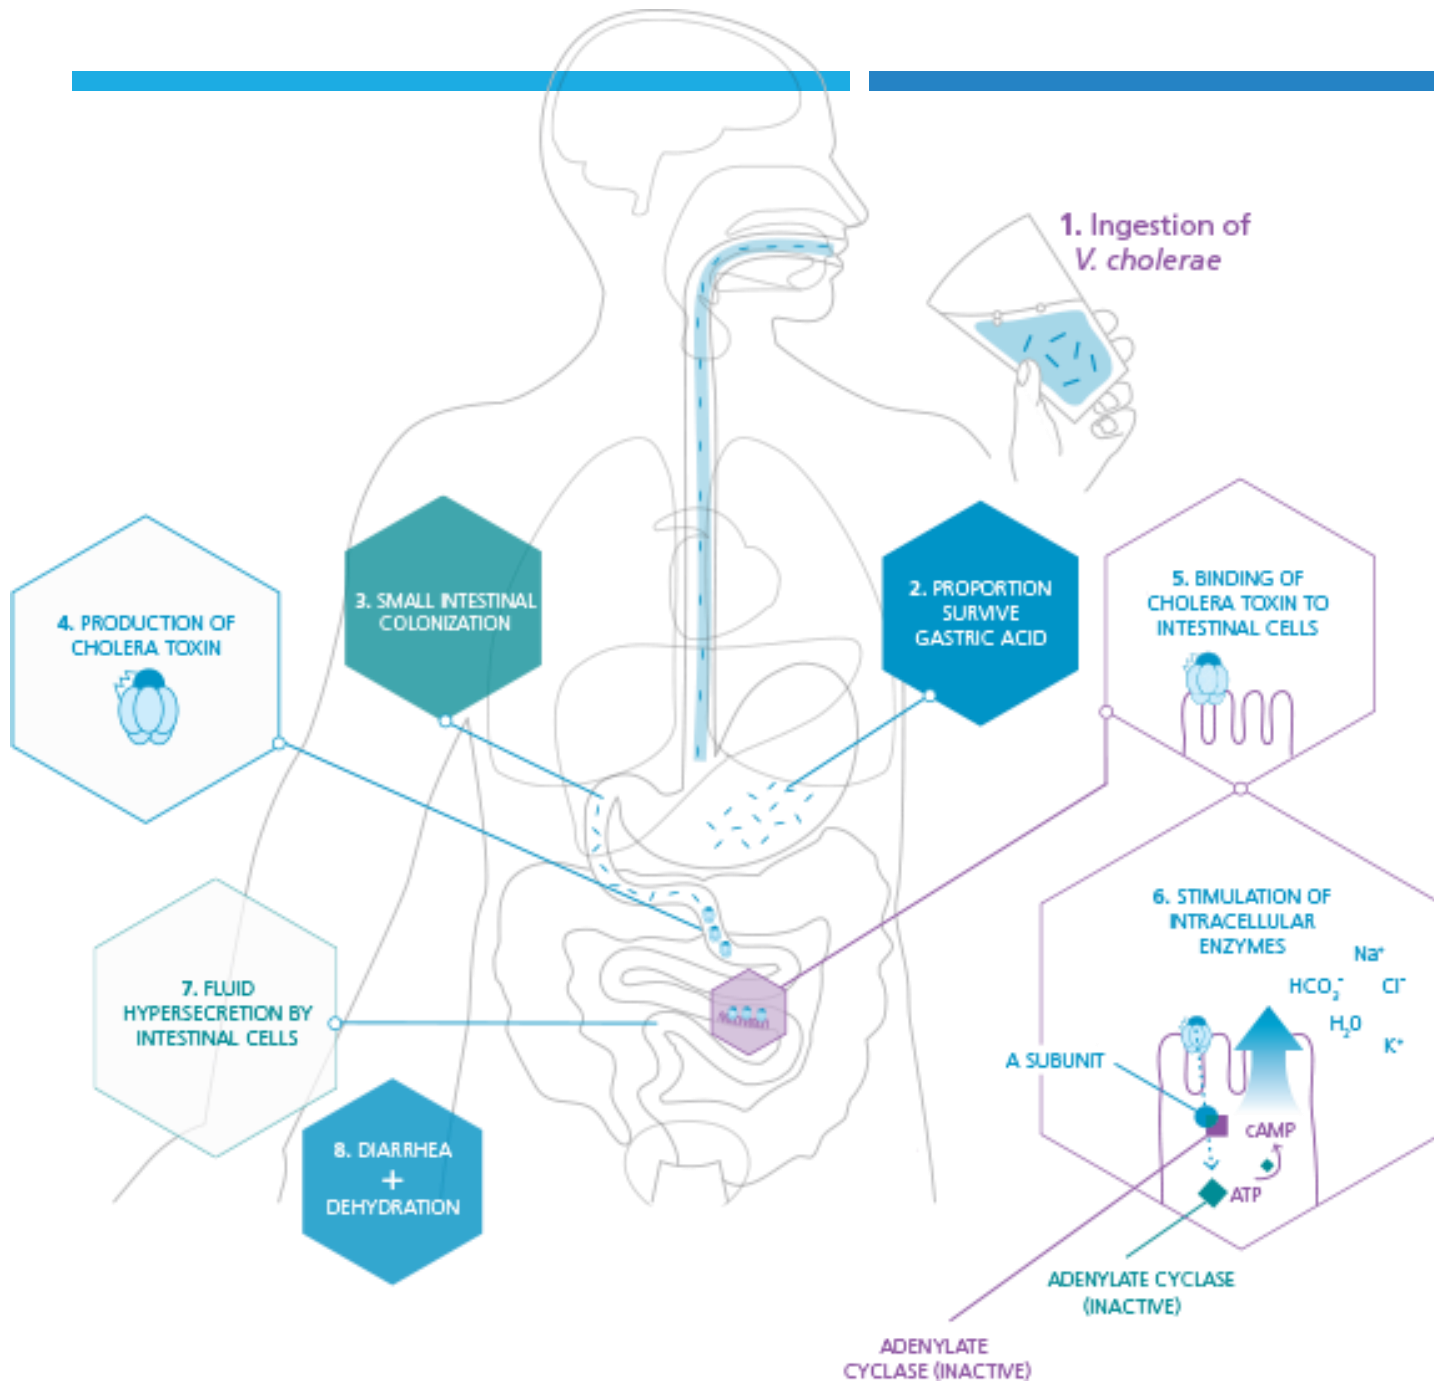 1. Ingestion of
V. cholerae
2. PROPORTION
SURVIVE
GASTRIC ACID
3. SMALL INTESTINAL
COLONIZATION
4. PRODUCTION OF
CHOLERA TOXIN
5. BINDING OF
CHOLERA TOXIN TO
INTESTINAL CELLS
6. STIMULATION OF
INTRACELLULAR
ENZYMES
Na⁺
HCO₃⁻ Cl⁻
H₂0
K⁺
A SUBUNIT
cAMP
ATP
ADENYLATE CYCLASE
(INACTIVE)
ADENYLATE
CYCLASE (INACTIVE)
7. FLUID
HYPERSECRETION BY
INTESTINAL CELLS
8. DIARRHEA
+
DEHYDRATION